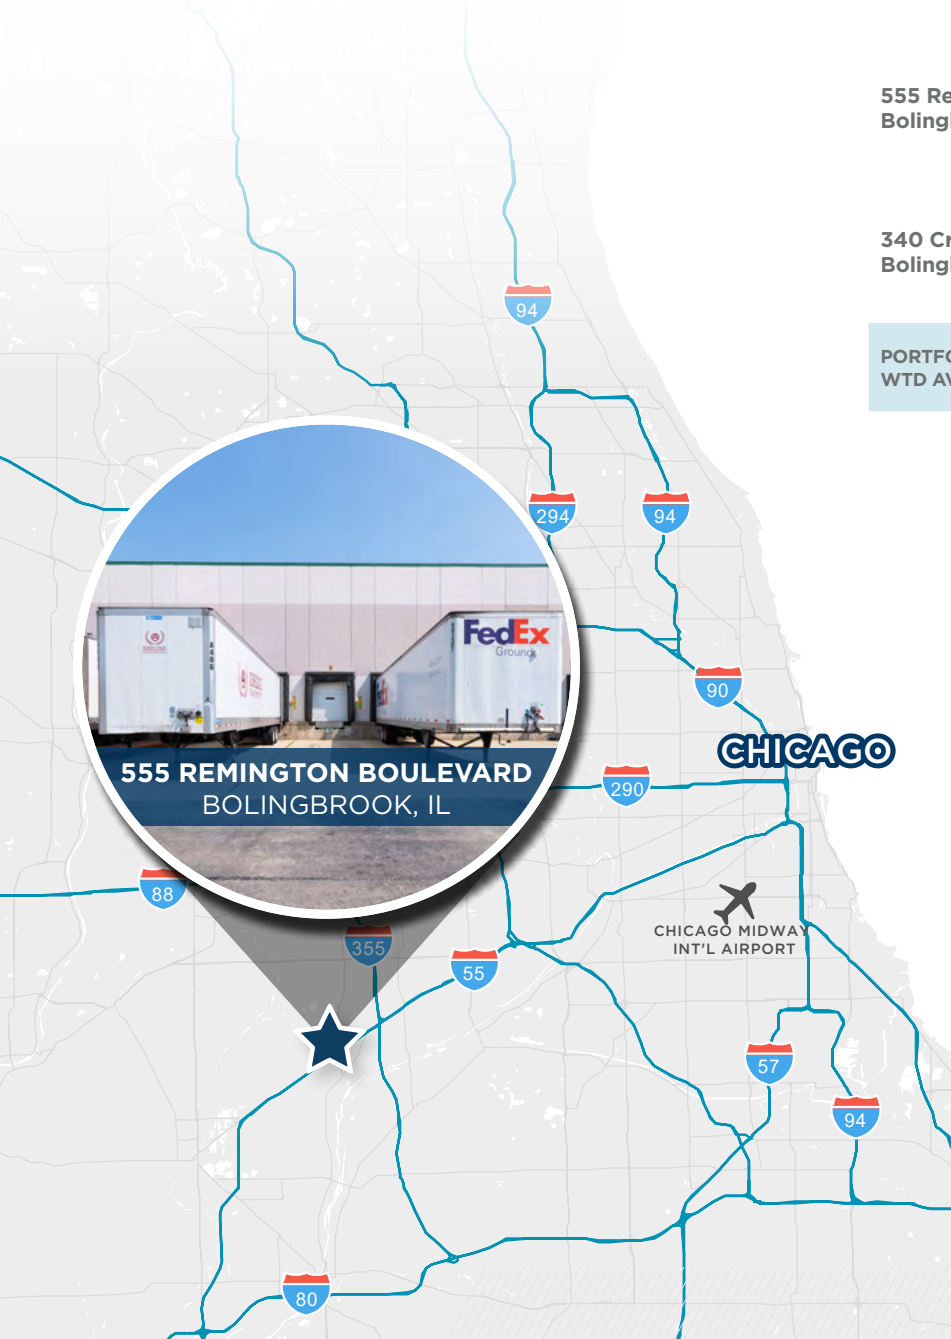 555 Re
Boling
340 Cr
Boling
PORTFO
WTD AV
94
294
94
90
CHICAGO
290
FedEx
Ground
555 REMINGTON BOULEVARD
BOLINGBROOK, IL
88
CHICAGO MIDWAY
INT'L AIRPORT
355
55
57
94
80